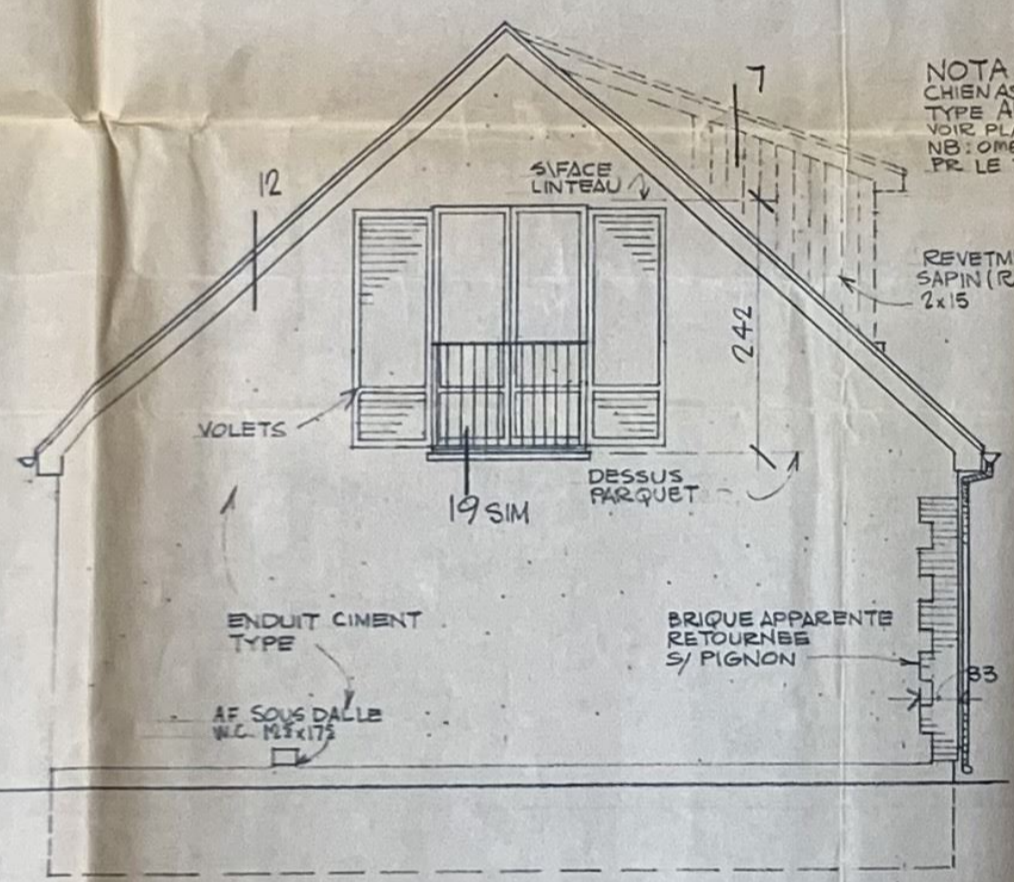 7
NOTA
CHIEN AS
TYPE A
VOIR PLA
NB: OME
PR LE
12
S/FACE
LINTEAU
REVETM
SAPIN (R
2x15
242
VOLETS
DESSUS
PARQUET
19 SIM
ENDUIT CIMENT
TYPE
BRIQUE APPARENTE
RETOURNEE
S/ PIGNON
83
AF. SOUS DALLE
W.C.